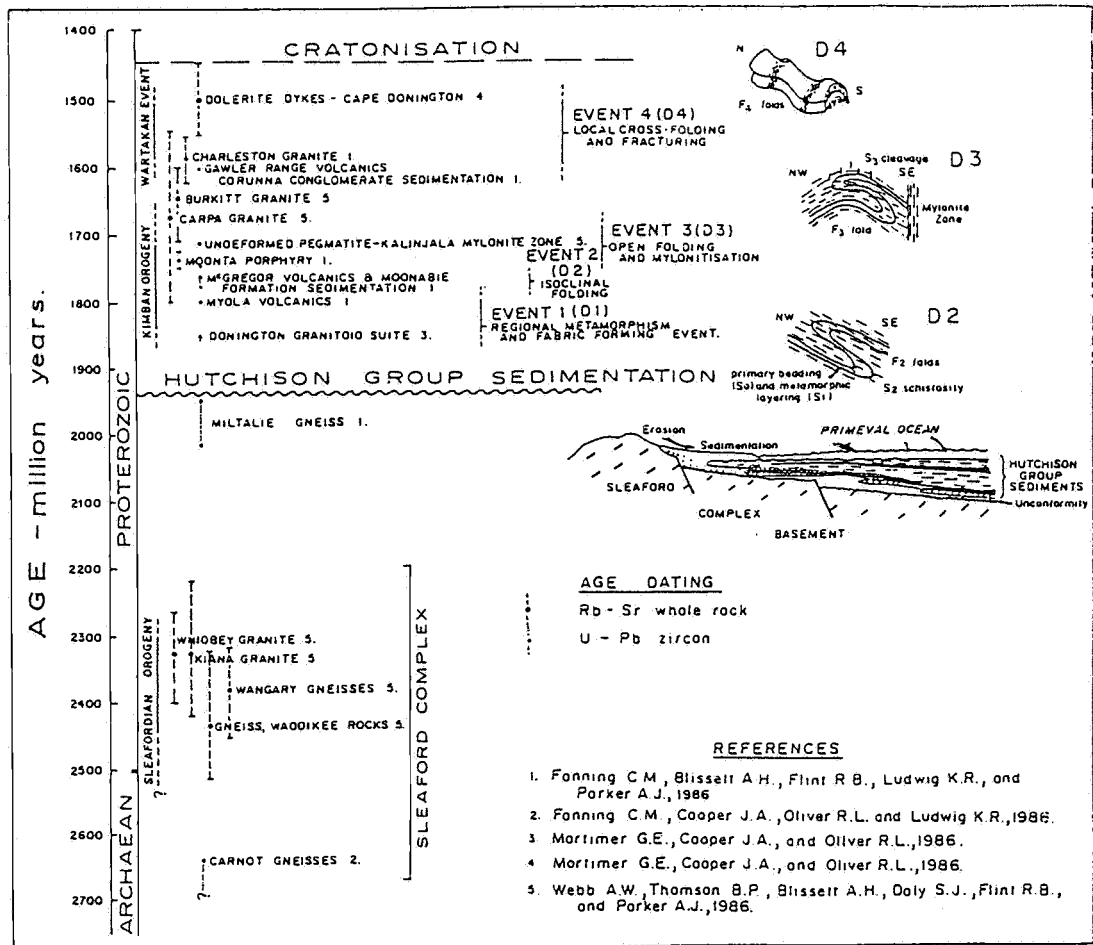 AGE - million years.
1400
1500
1600
1700
1800
1900
2000
2100
2200
2300
2400
2500
2600
2700
PROTEROZOIC
ARCHAEAN
WARTAKAN EVENT
KIMBAN OROGENY
SLEAFORDIAN OROGENY
?
CRATONISATION
DOLERITE DYKES - CAPE DONINGTON 4
CHARLESTON GRANITE 1.
GAWLER RANGE VOLCANICS
CORUNNA CONGLOMERATE SEDIMENTATION 1.
BURKITT GRANITE 5
CARPA GRANITE 5.
UNDEFORMED PEGMATITE-KALINJALA MYLONITE ZONE 5.
MOONTA PORPHYRY 1.
McGREGOR VOLCANICS & MOONABIE
FORMATION SEDIMENTATION 1
MYOLA VOLCANICS 1
DONINGTON GRANITOID SUITE 3.
EVENT 4 (D4)
LOCAL CROSS-FOLDING
AND FRACTURING
EVENT 3 (D3)
OPEN FOLDING
AND MYLONITISATION
EVENT 2
(D2)
ISOCLINAL
FOLDING
EVENT 1 (D1)
REGIONAL METAMORPHISM
AND FABRIC FORMING EVENT.
HUTCHISON GROUP SEDIMENTATION
MILTALIE GNEISS 1.
D4
N
S
F4 folds
D3
S3 cleavage
NW
SE
Mylonite
Zone
F3 fold
D2
NW
SE
F2 folds
S2 schistosity
primary bedding
(So) and metamorphic
layering (S1)
Erosion
Sedimentation
PRIMEVAL OCEAN
SLEAFORD
COMPLEX
BASEMENT
HUTCHISON
GROUP
SEDIMENTS
Unconformity
WHIDBEY GRANITE 5.
KIANA GRANITE 5
WANGARY GNEISSES 5.
GNEISS, WADDIKEE ROCKS 5.
CARNOT GNEISSES 2.
?
SLEAFORD COMPLEX
AGE DATING
Rb - Sr whole rock
U - Pb zircon
REFERENCES
1. Fanning C.M., Blissett A.H., Flint R.B., Ludwig K.R., and
Parker A.J., 1986
2. Fanning C.M., Cooper J.A., Oliver R.L. and Ludwig K.R., 1986.
3 Mortimer G.E., Cooper J.A., and Oliver R.L., 1986.
4 Mortimer G.E., Cooper J.A., and Oliver R.L., 1986.
5. Webb A.W., Thomson B.P., Blissett A.H., Daly S.J., Flint R.B.,
and Parker A.J., 1986.